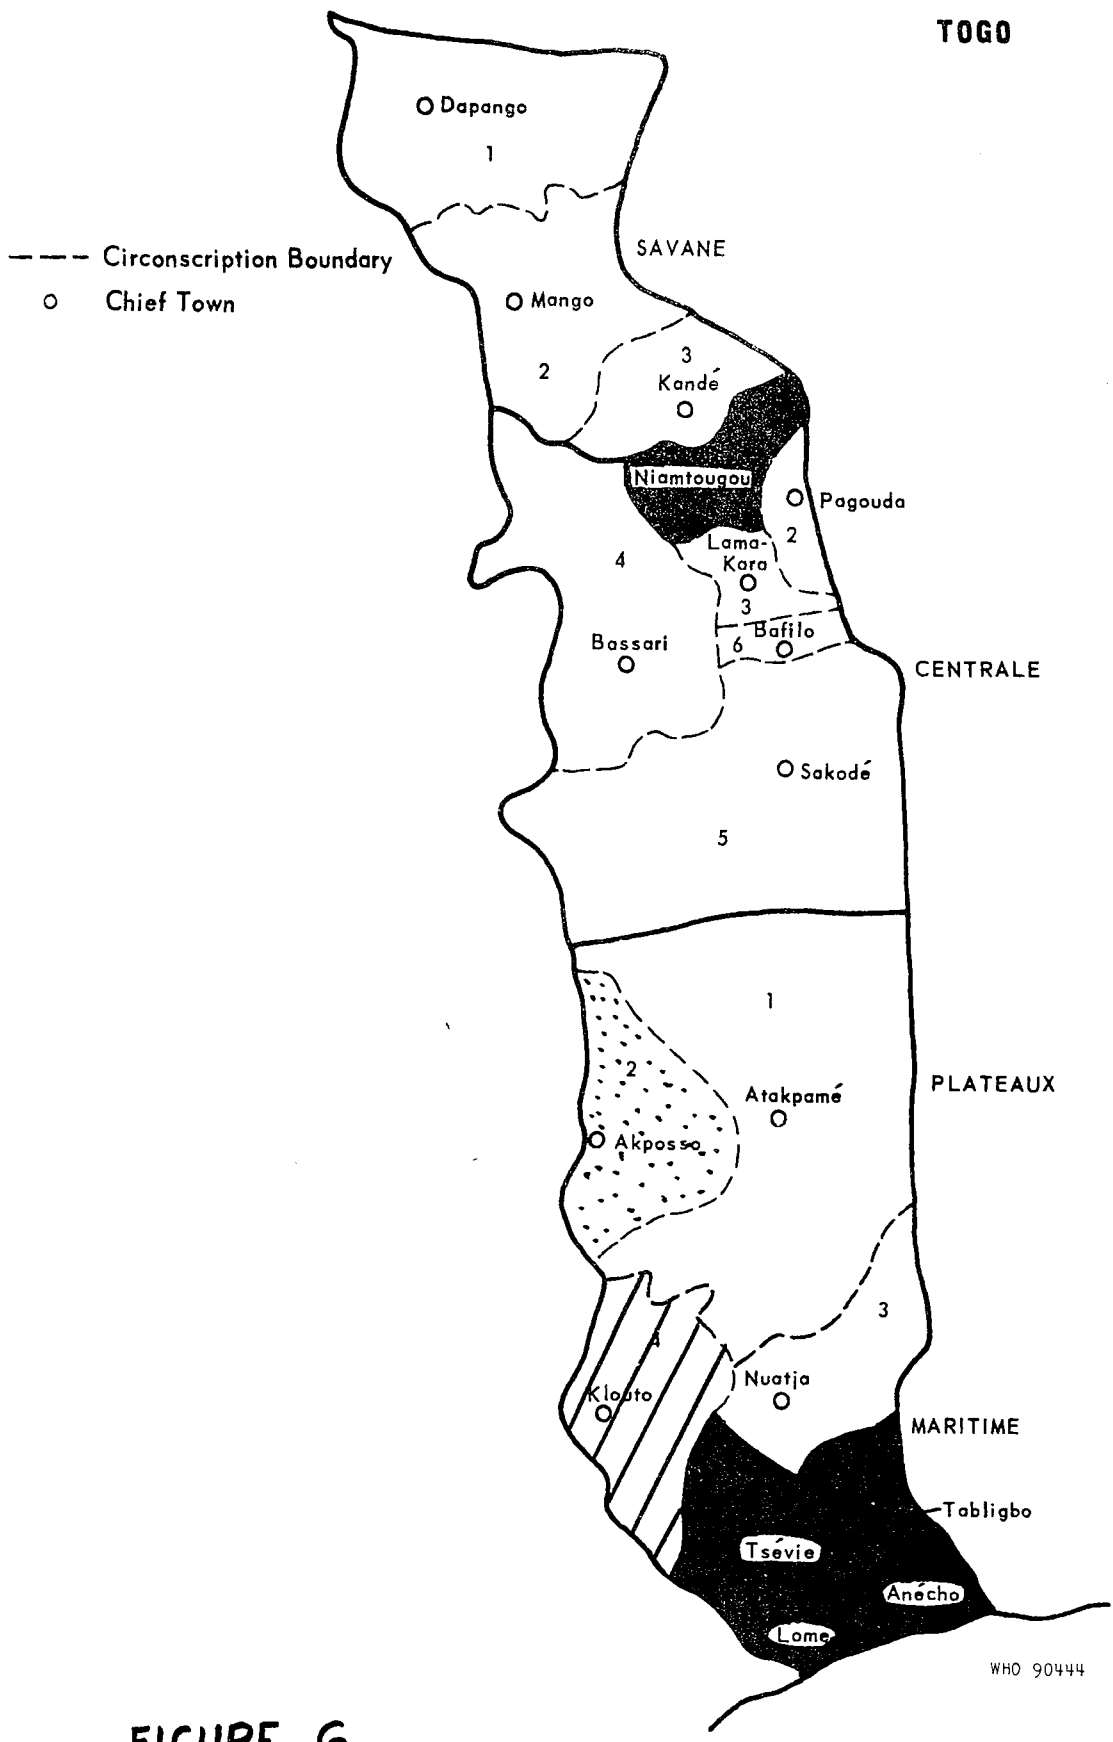 TOGO
Dapango
1
SAVANE
Circonscription Boundary
Chief Town
Mango
2
3
Kandé
Niamtougou
Pagouda
2
Lama-
Kara
3
4
Bafilo
6
Bassari
CENTRALE
Sakodé
5
1
2
PLATEAUX
Atakpamé
Akposso
3
4
Nuatja
Klouto
MARITIME
Tabligbo
Tsévie
Anécho
Lome
WHO 90444
FIGURE 6